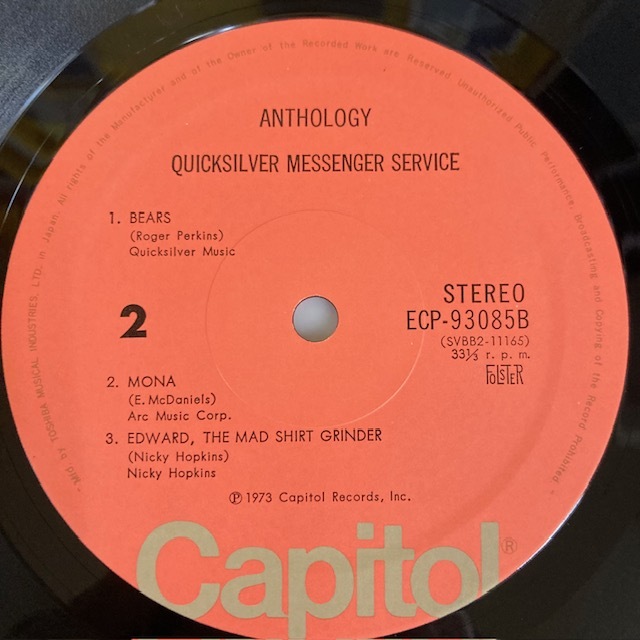 ANTHOLOGY
QUICKSILVER MESSENGER SERVICE
1. BEARS
(Roger Perkins)
Quicksilver Music
2
STEREO
ECP-93085B
(SVBB2-11165)
33⅓ r. p. m.
FOLSTER
2. MONA
(E. McDaniels)
Arc Music Corp.
3. EDWARD, THE MAD SHIRT GRINDER
(Nicky Hopkins)
Nicky Hopkins
Ⓟ 1973 Capitol Records, Inc.
Capitol®
"Mfd by TOSHIBA MUSICAL INDUSTRIES, LTD. in Japan. All rights of the Manufacturer and of the Owner of the Recorded Work are Reserved. Unauthorized Public Performance, Broadcasting and Copying of the Record Prohibited."